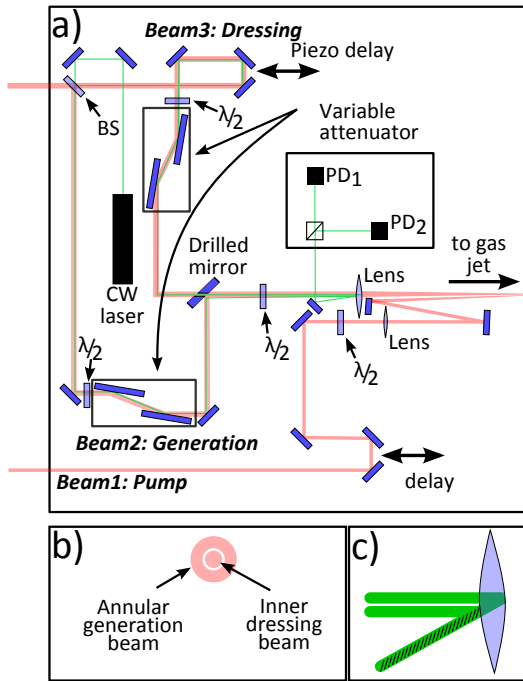 a)
Beam3: Dressing
Piezo delay
BS
λ/2
Variable
attenuator
PD1
PD2
Drilled
mirror
Lens
to gas
jet
CW
laser
λ/2
λ/2
λ/2
Lens
Beam2: Generation
Beam1: Pump
delay
b)
Annular
generation
beam
Inner
dressing
beam
c)